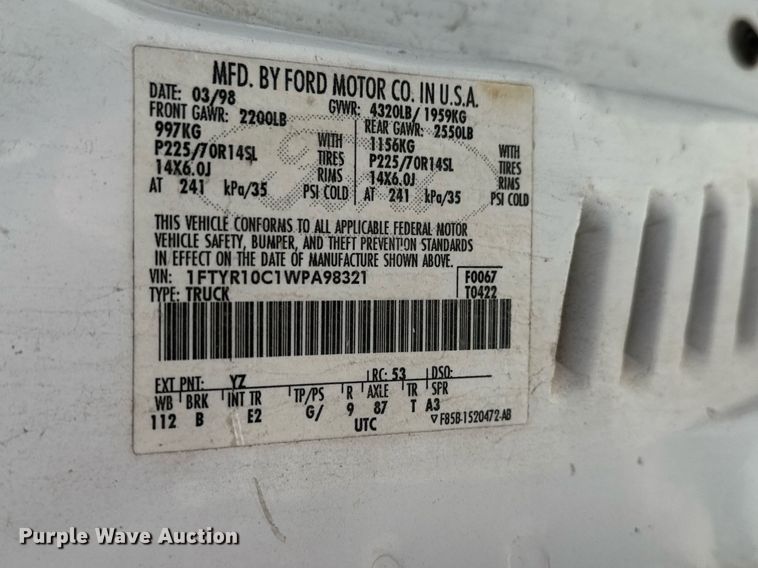 MFD. BY FORD MOTOR CO. IN U.S.A.
DATE: 03/98 GVWR: 4320LB/ 1959KG
FRONT GAWR: 2200LB REAR GAWR: 2550LB
997KG WITH 1156KG WITH
P225/70R14SL TIRES P225/70R14SL TIRES
14X6.0J RIMS 14X6.0J RIMS
AT 241 kPa/35 PSI COLD AT 241 kPa/35 PSI COLD
THIS VEHICLE CONFORMS TO ALL APPLICABLE FEDERAL MOTOR
VEHICLE SAFETY, BUMPER, AND THEFT PREVENTION STANDARDS
IN EFFECT ON THE DATE OF MANUFACTURE SHOWN ABOVE.
VIN: 1FTYR10C1WPA98321 F0067
TYPE: TRUCK T0422
EXT PNT: YZ RC: 53 DSO:
WB BRK INT TR TP/PS R AXLE TR SPR
112 B E2 G/ 9 87 T A3
UTC ▽F85B-1520472-AB
Purple Wave Auction